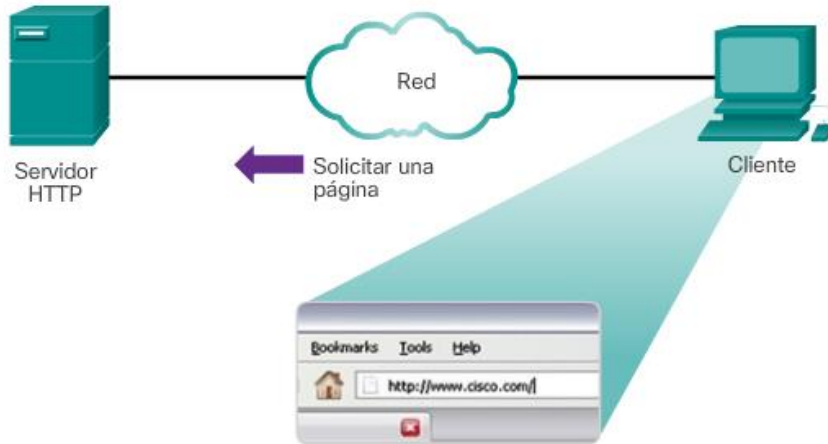 Red
Servidor
HTTP
Solicitar una
página
Cliente
Bookmarks Tools Help
http://www.cisco.com/